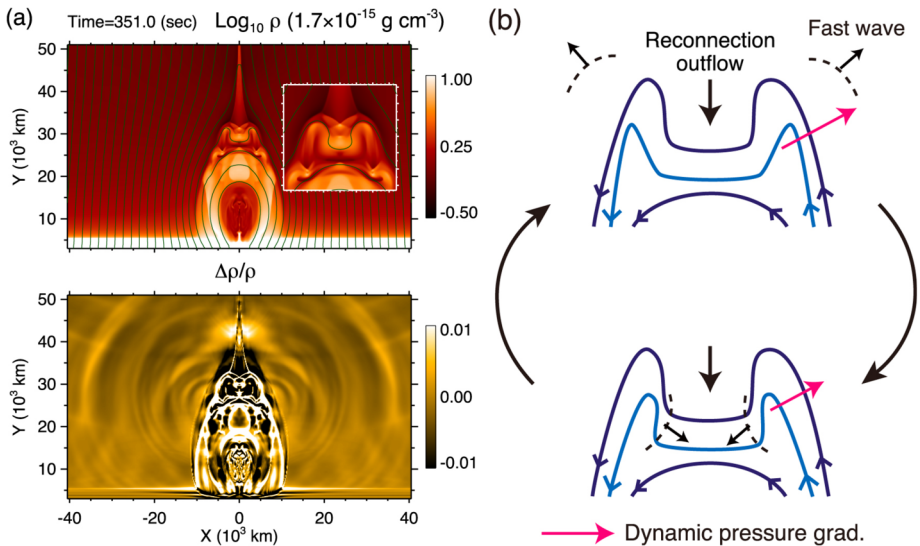 (a)
Time=351.0 (sec)
Log₁₀ ρ (1.7×10⁻¹⁵ g cm⁻³)
50
40
30
20
10
Y (10³ km)
1.00
0.25
-0.50
Δρ/ρ
50
40
30
20
10
Y (10³ km)
0.01
0.00
-0.01
-40
-20
0
20
40
X (10³ km)
(b)
Reconnection
outflow
Fast wave
Dynamic pressure grad.